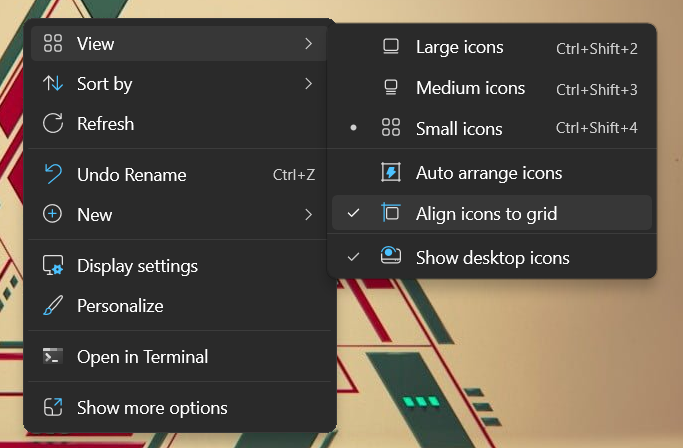 View
Sort by
Refresh
Undo Rename Ctrl+Z
New
Display settings
Personalize
Open in Terminal
Show more options
Large icons Ctrl+Shift+2
Medium icons Ctrl+Shift+3
Small icons Ctrl+Shift+4
Auto arrange icons
Align icons to grid
Show desktop icons